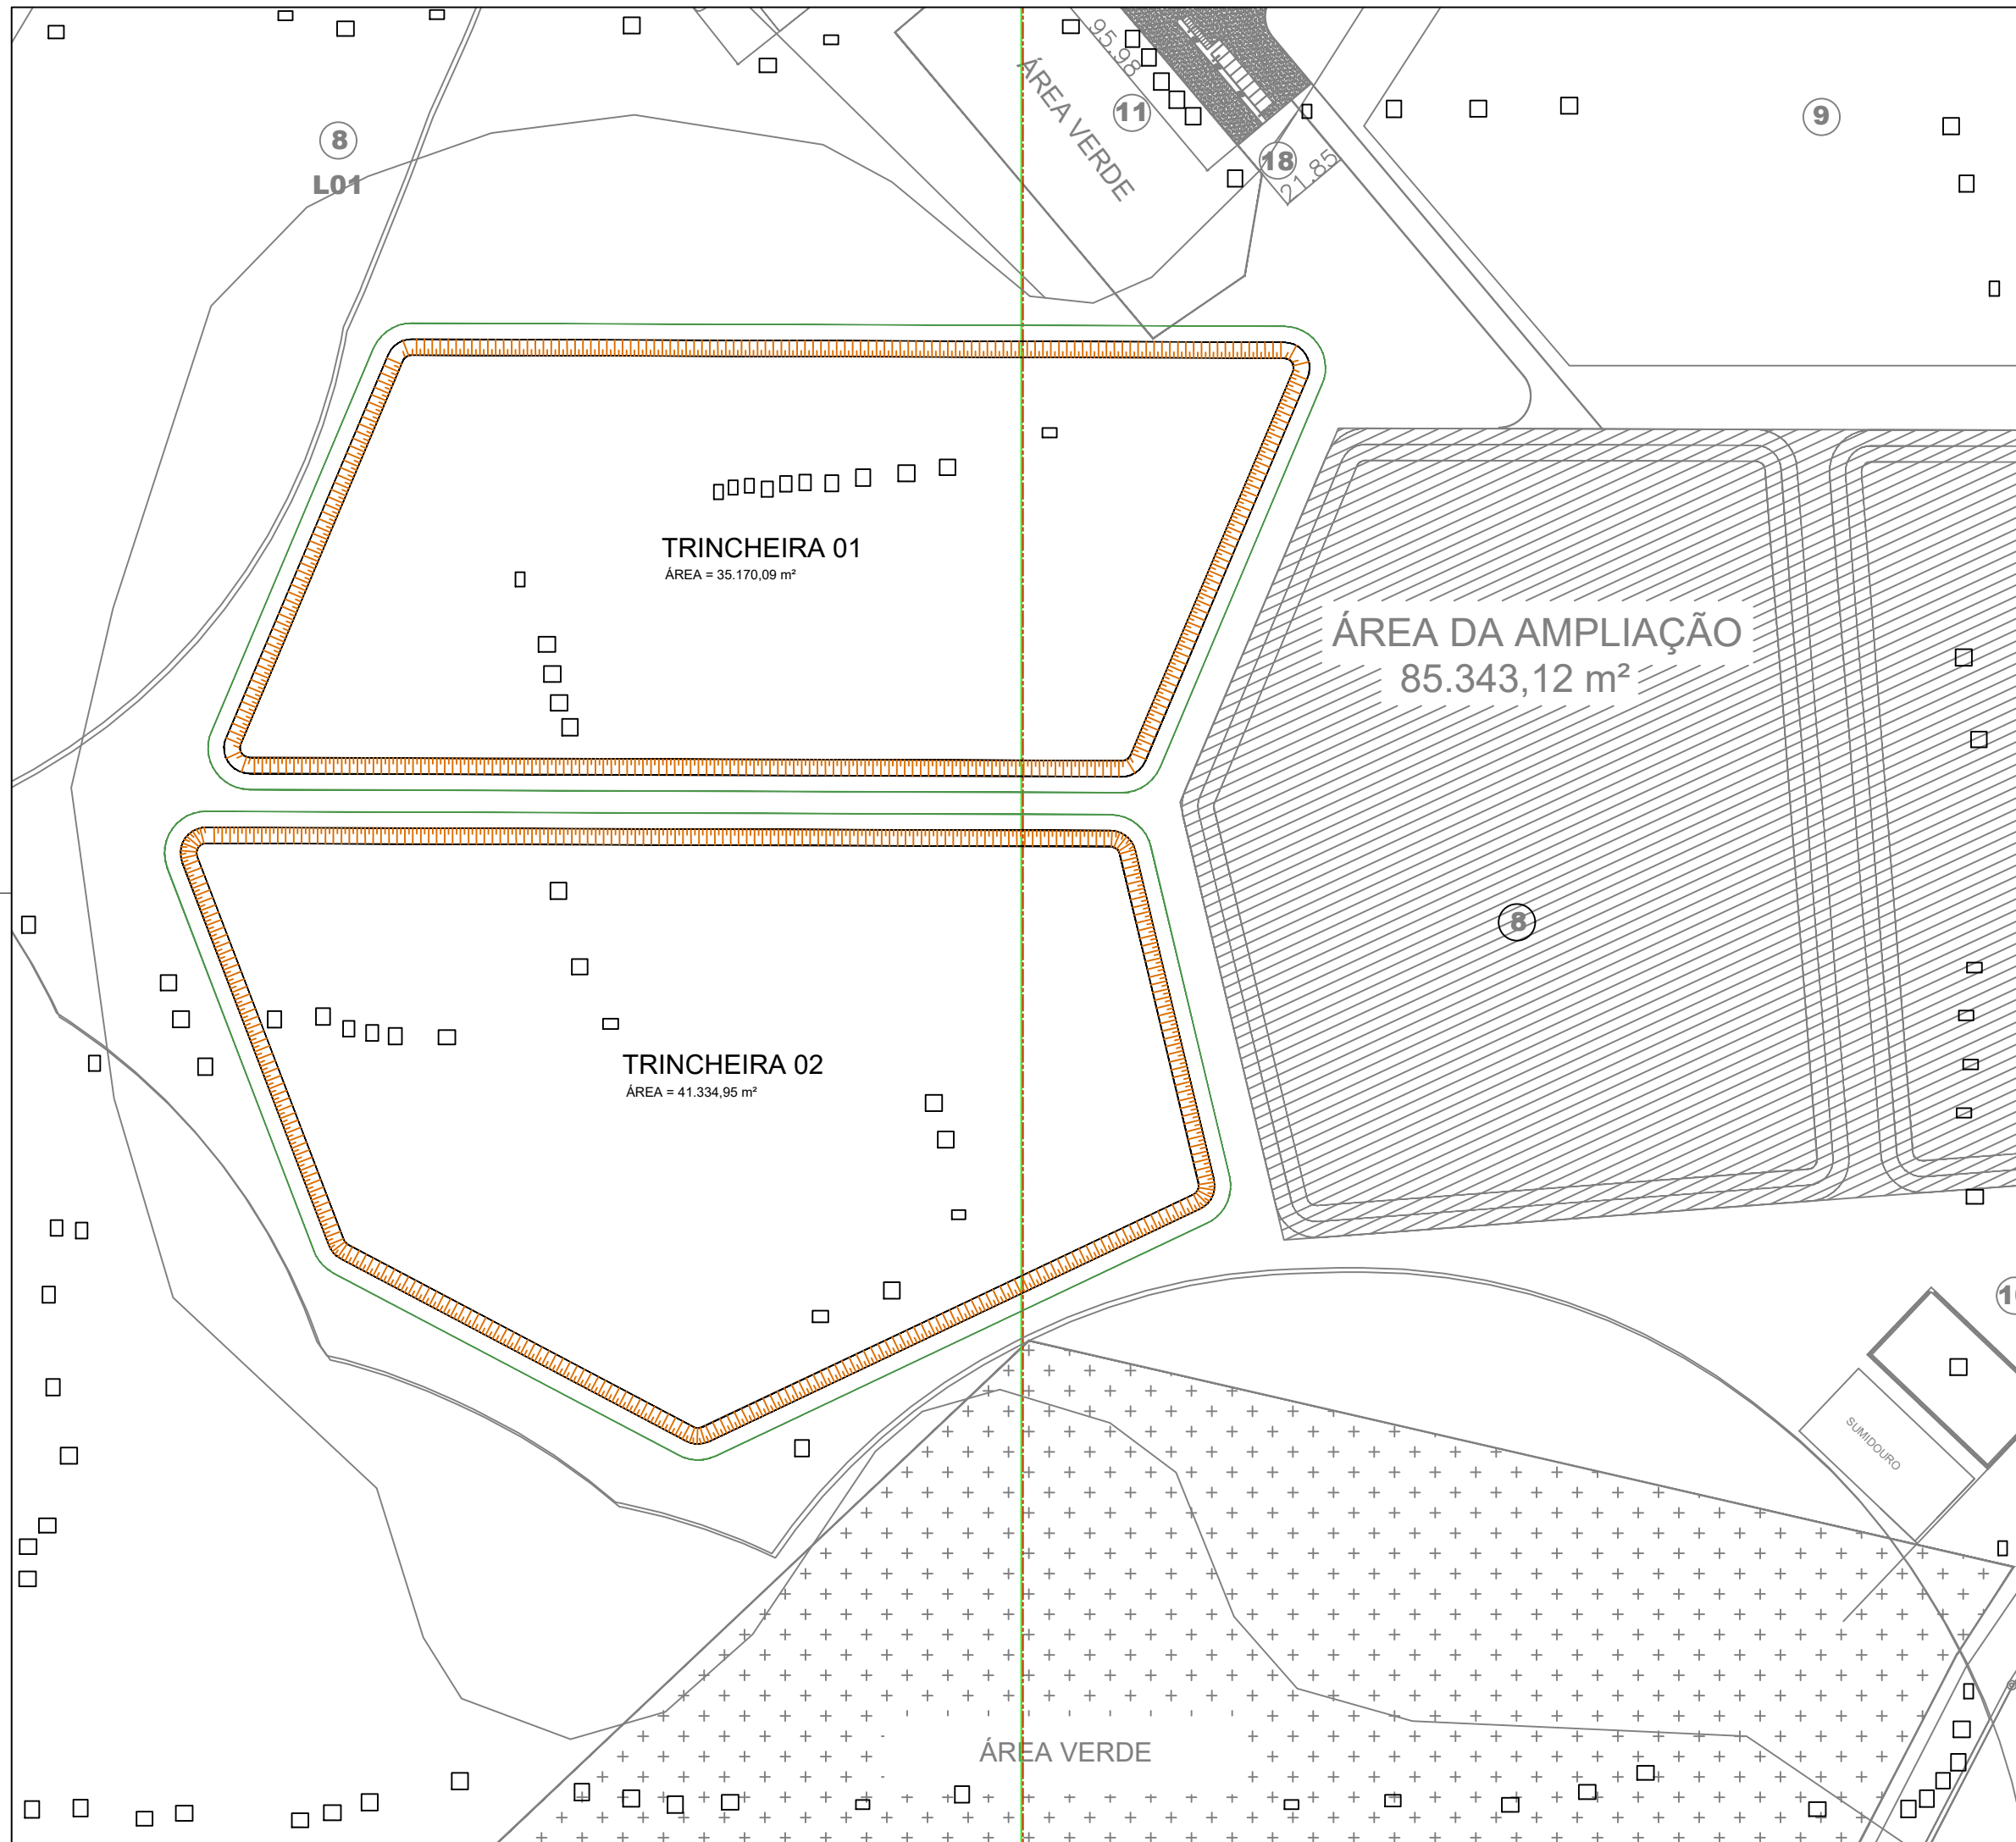 95.98
ÁREA VERDE
11
18
21.85
9
8
L01
TRINCHEIRA 01
ÁREA = 35.170,09 m²
ÁREA DA AMPLIAÇÃO
85.343,12 m²
8
TRINCHEIRA 02
ÁREA = 41.334,95 m²
SUMIDOURO
ÁREA VERDE